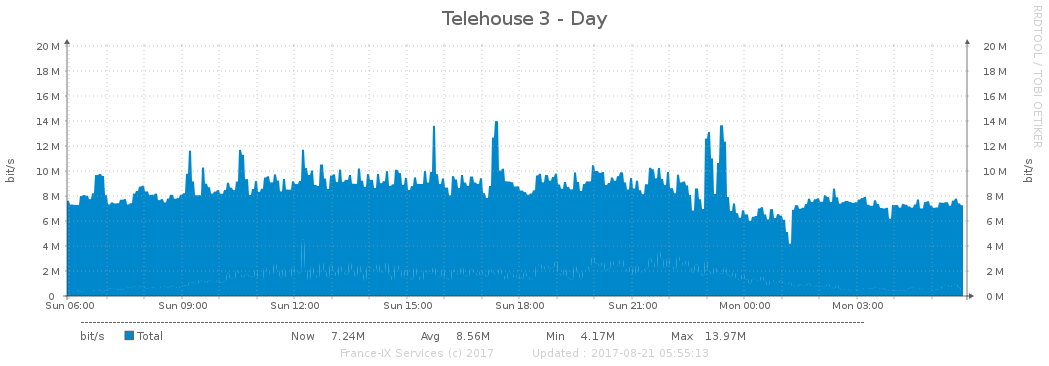 Telehouse 3 - Day
RRDTOOL / TOBI OETIKER
bit/s
bit/s
20 M 20 M
18 M 18 M
16 M 16 M
14 M 14 M
12 M 12 M
10 M 10 M
8 M 8 M
6 M 6 M
4 M 4 M
2 M 2 M
0 0 M
Sun 06:00 Sun 09:00 Sun 12:00 Sun 15:00 Sun 18:00 Sun 21:00 Mon 00:00 Mon 03:00
bit/s Total Now 7.24M Avg 8.56M Min 4.17M Max 13.97M
France-IX Services (c) 2017 Updated : 2017-08-21 05:55:13